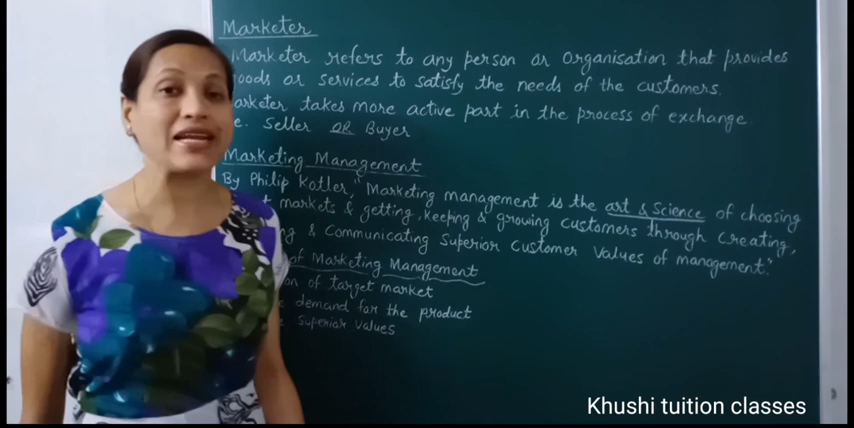 Marketer
Marketer refers to any person or Organisation that provides
goods or services to satisfy the needs of the customers.
arketer takes more active part in the process of exchange
e. Seller OR Buyer
Marketing Management
By Philip Kotler, "Marketing management is the art & Science of choosing
t markets & getting, keeping & growing customers through creating,
ng & Communicating Superior Customer Values of management."
of Marketing Management
on of target market
demand for the product
Superior Values
Khushi tuition classes